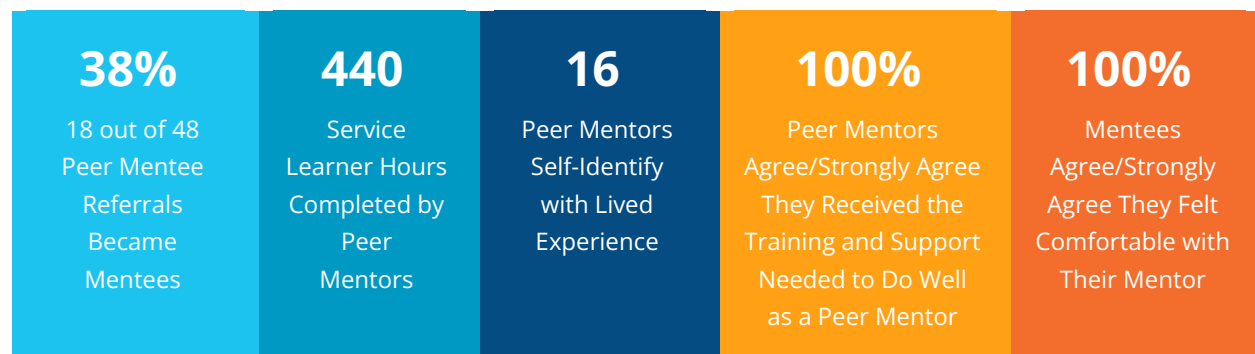 38%
18 out of 48
Peer Mentee
Referrals
Became
Mentees
440
Service
Learner Hours
Completed by
Peer
Mentors
16
Peer Mentors
Self-Identify
with Lived
Experience
100%
Peer Mentors
Agree/Strongly Agree
They Received the
Training and Support
Needed to Do Well
as a Peer Mentor
100%
Mentees
Agree/Strongly
Agree They Felt
Comfortable with
Their Mentor